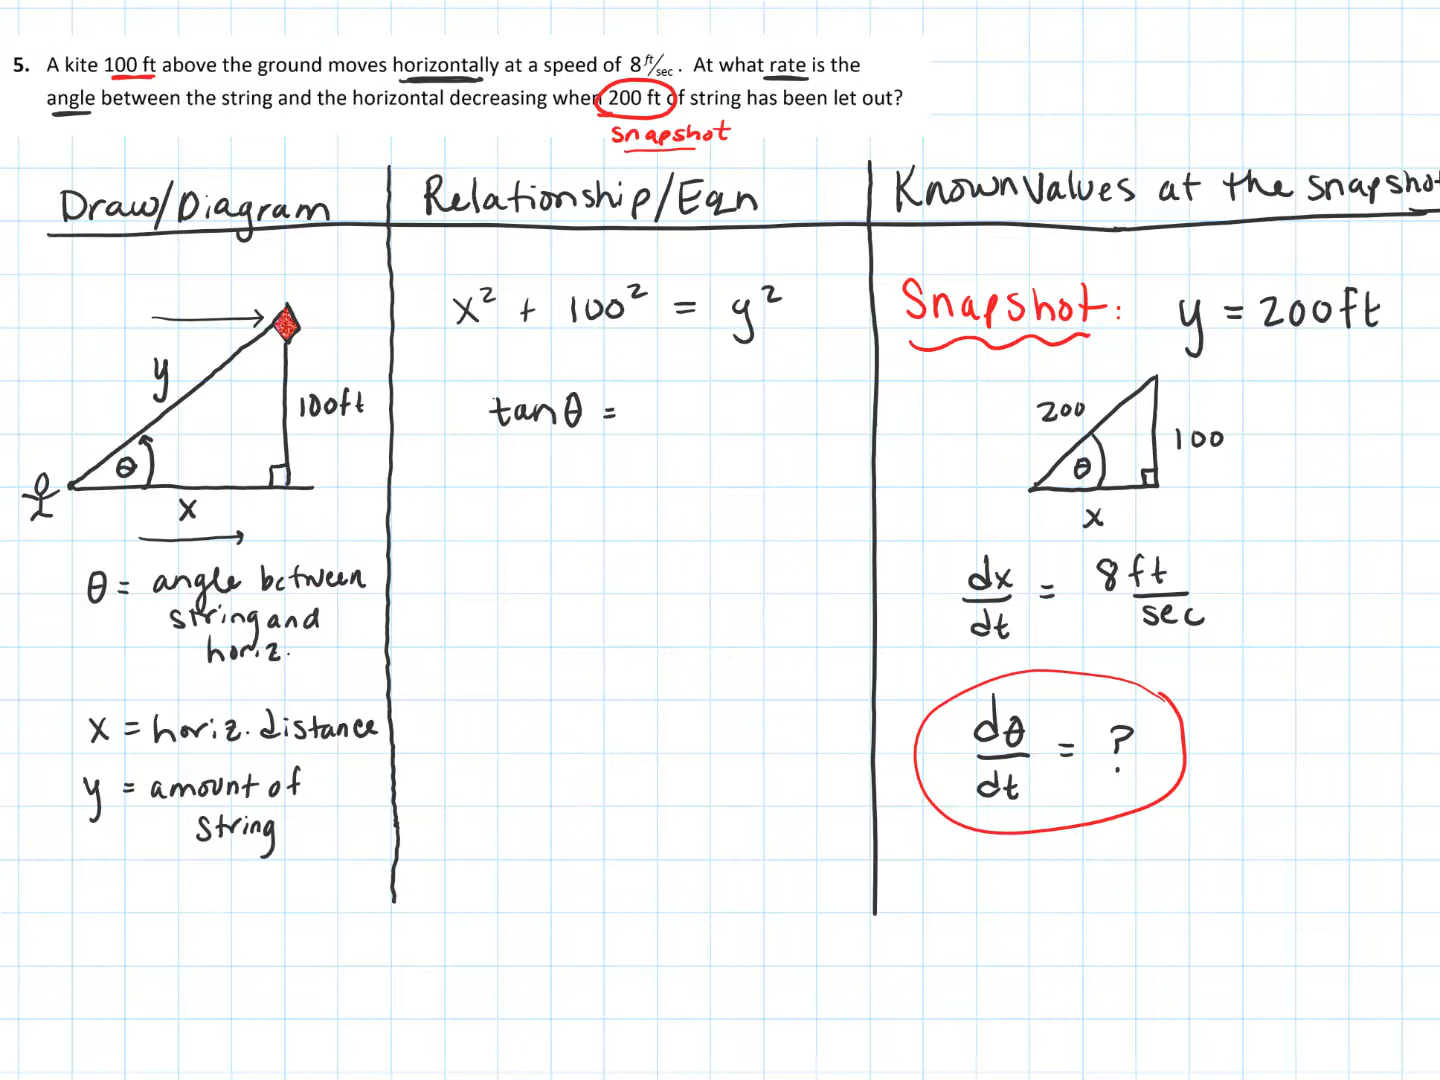 5. A kite 100 ft above the ground moves horizontally at a speed of 8 ft/sec. At what rate is the
angle between the string and the horizontal decreasing when 200 ft of string has been let out?
snapshot
Draw/Diagram
Relationship/Eqn
Known Values at the snapshot
x² + 100² = y²
Snapshot: y = 200ft
y
100ft
θ
x
tanθ =
200
100
θ
x
θ = angle between
string and
horiz.
x = horiz. distance
y = amount of
string
dx/dt = 8ft/sec
dθ/dt = ?